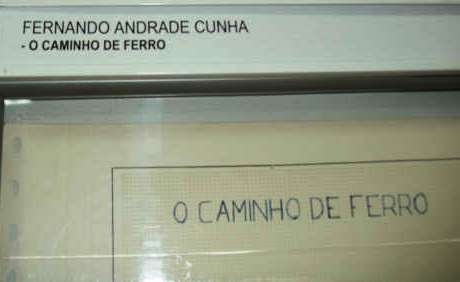 FERNANDO ANDRADE CUNHA
- O CAMINHO DE FERRO
O CAMINHO DE FERRO